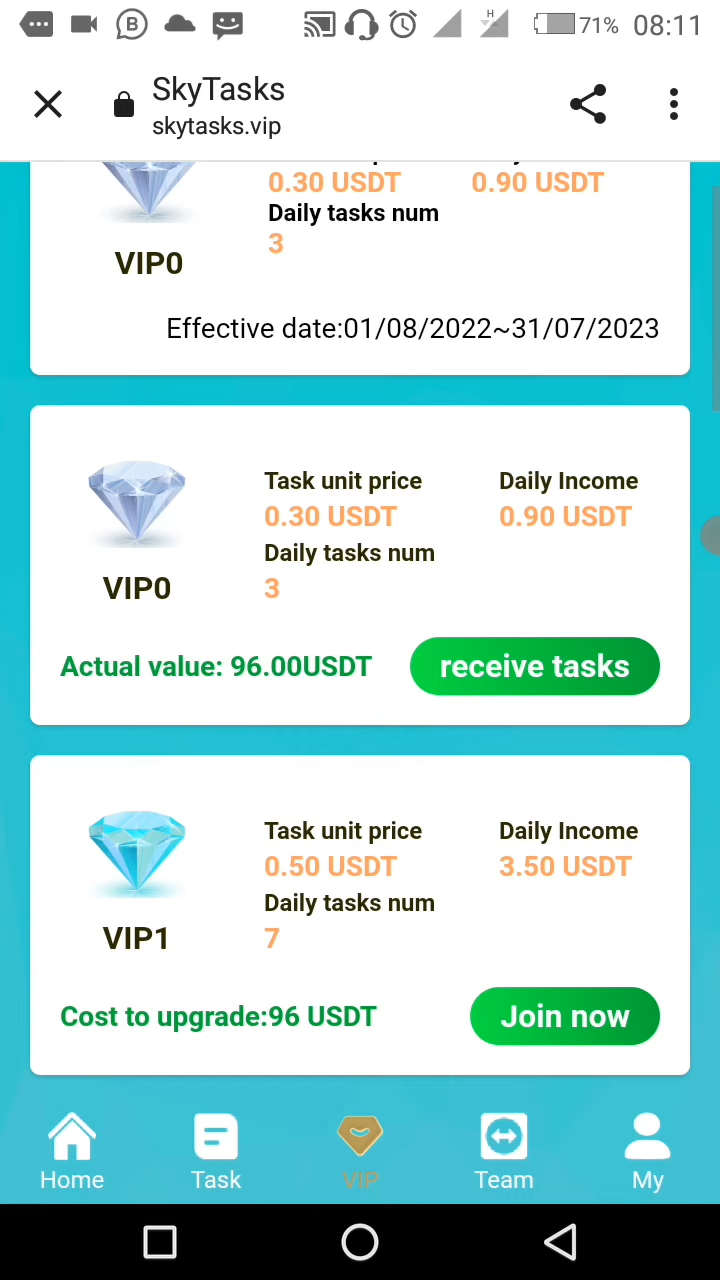 H 71% 08:11
SkyTasks
skytasks.vip
0.30 USDT 0.90 USDT
Daily tasks num
3
VIP0
Effective date:01/08/2022~31/07/2023
Task unit price Daily Income
0.30 USDT 0.90 USDT
Daily tasks num
3
VIP0
Actual value: 96.00USDT receive tasks
Task unit price Daily Income
0.50 USDT 3.50 USDT
Daily tasks num
7
VIP1
Cost to upgrade:96 USDT Join now
Home Task VIP Team My